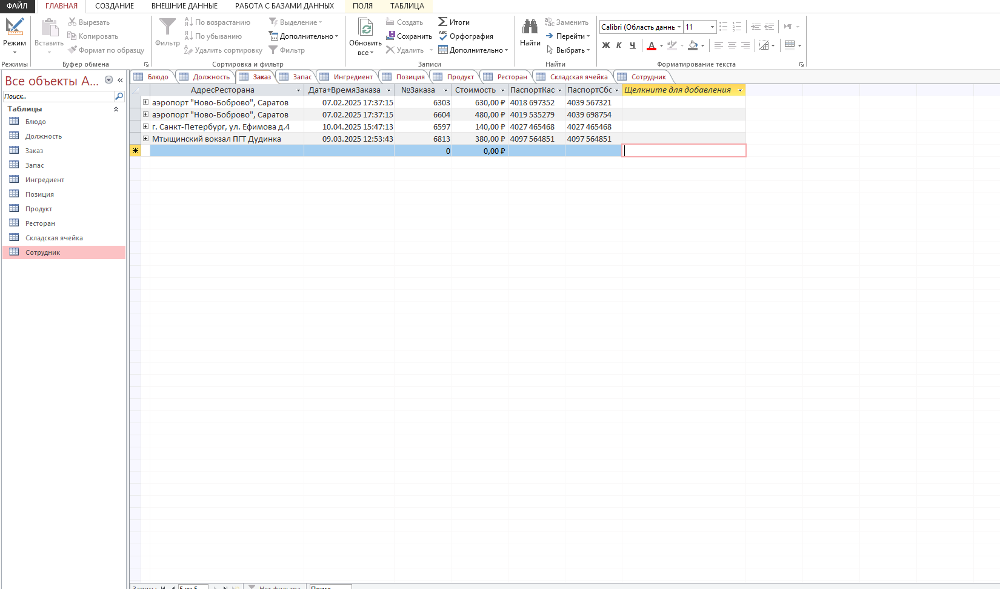 ФАЙЛ ГЛАВНАЯ СОЗДАНИЕ ВНЕШНИЕ ДАННЫЕ РАБОТА С БАЗАМИ ДАННЫХ ПОЛЯ ТАБЛИЦА
Режим
Режимы
Вставить
Вырезать
Копировать
Формат по образцу
Буфер обмена
Фильтр
По возрастанию
По убыванию
Удалить сортировку
Выделение
Дополнительно
Фильтр
Сортировка и фильтр
Обновить
все
Создать
Сохранить
Удалить
Итоги
Орфография
Дополнительно
Записи
Найти
Заменить
Перейти
Выбрать
Найти
Calibri (Область данн 11
Ж К Ч
Форматирование текста
Все объекты A...
Поиск...
Таблицы
Блюдо
Должность
Заказ
Запас
Ингредиент
Позиция
Продукт
Ресторан
Складская ячейка
Сотрудник
Блюдо Должность Заказ Запас Ингредиент Позиция Продукт Ресторан Складская ячейка Сотрудник
АдресРесторана Дата+ВремяЗаказа №Заказа Стоимость ПаспортКас ПаспортСбс Щелкните для добавления
аэропорт "Ново-Боброво", Саратов 07.02.2025 17:37:15 6303 630,00 ₽ 4018 697352 4039 567321
аэропорт "Ново-Боброво", Саратов 07.02.2025 17:37:15 6604 480,00 ₽ 4019 535279 4039 698754
г. Санкт-Петербург, ул. Ефимова д.4 10.04.2025 15:47:13 6597 140,00 ₽ 4027 465468 4027 465468
Мтыщинский вокзал ПГТ Дудинка 09.03.2025 12:53:43 6813 380,00 ₽ 4097 564851 4097 564851
0 0,00 ₽
Записи: 5 из 5 Нет фильтра Поиск